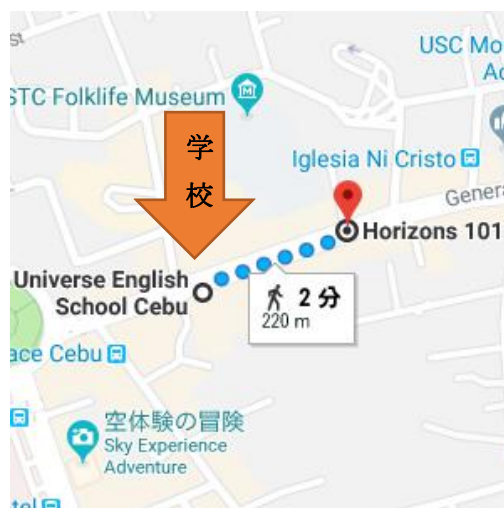 USC Mo
STC Folklife Museum
学
校
Iglesia Ni Cristo
Genera
Horizons 101
Universe English
School Cebu
2 分
220 m
ace Cebu
空体験の冒険
Sky Experience
Adventure